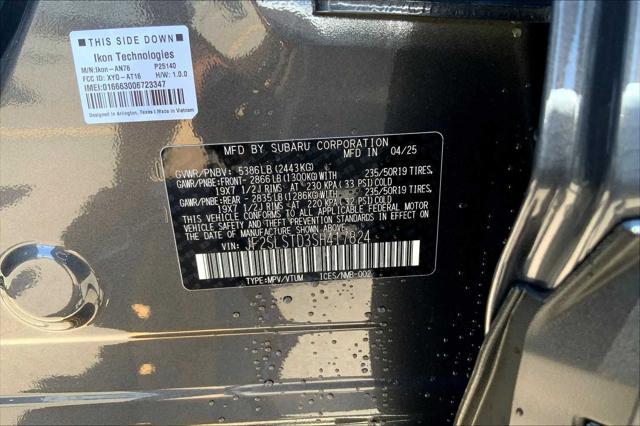 THIS SIDE DOWN
Ikon Technologies
M/N:Ikon-AN76 P25140
FCC ID: XYO-AT16 H/W: 1.0.0
IMEI:016663006723347
Designed in Arlington, Texas | Made in Vietnam
MFD BY SUBARU CORPORATION
MFD IN 04/25
GVWR/PNBV: 5386LB (2443KG)
GAWR/PNBE:FRONT- 2866LB(1300KG)WITH 235/50R19 TIRES,
19X7 1/2J RIMS AT 230 KPA(33 PSI)COLD
GAWR/PNBE:REAR - 2835LB(1286KG)WITH 235/50R19 TIRES,
19X7 1/2J RIMS AT 220 KPA(32 PSI)COLD
THIS VEHICLE CONFORMS TO ALL APPLICABLE FEDERAL MOTOR
VEHICLE SAFETY AND THEFT PREVENTION STANDARDS IN EFFECT
ON THE DATE OF MANUFACTURE SHOWN ABOVE.
VIN: JF2SLSTD3SH417824
TYPE:MPV/VTUM ICES/NMB-002